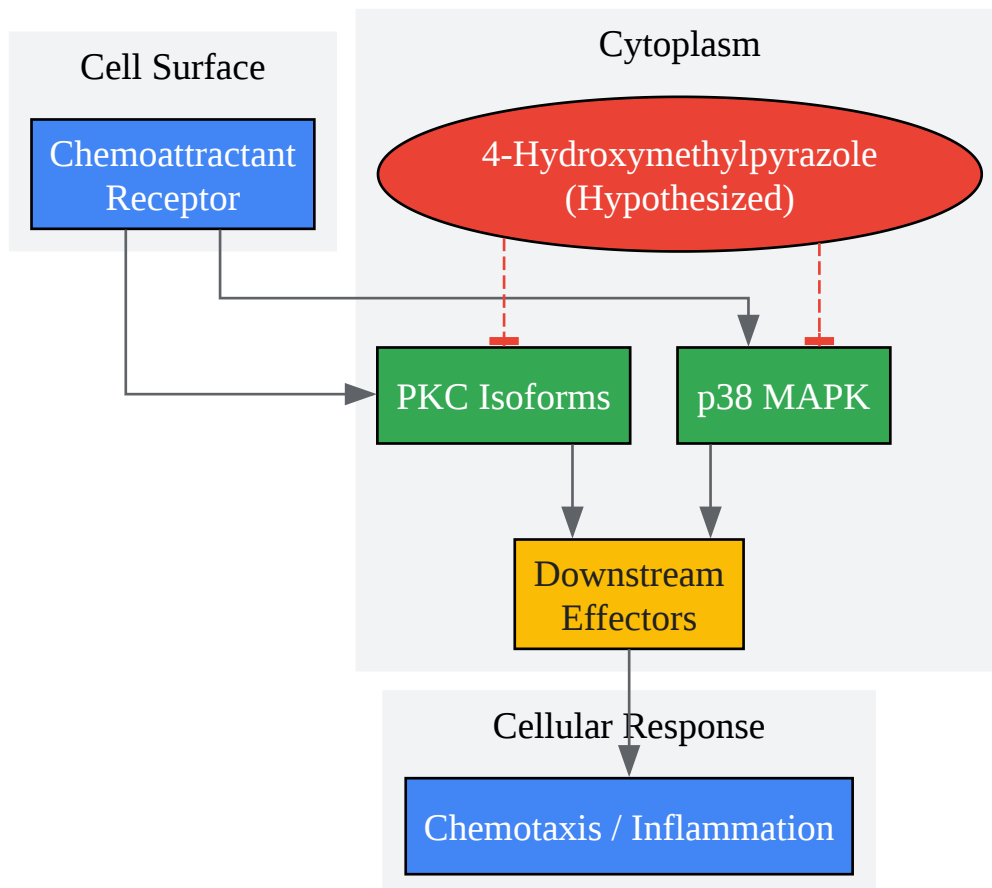 Cell Surface
Chemoattractant
Receptor
Cytoplasm
4-Hydroxymethylpyrazole
(Hypothesized)
PKC Isoforms
p38 MAPK
Downstream
Effectors
Cellular Response
Chemotaxis / Inflammation